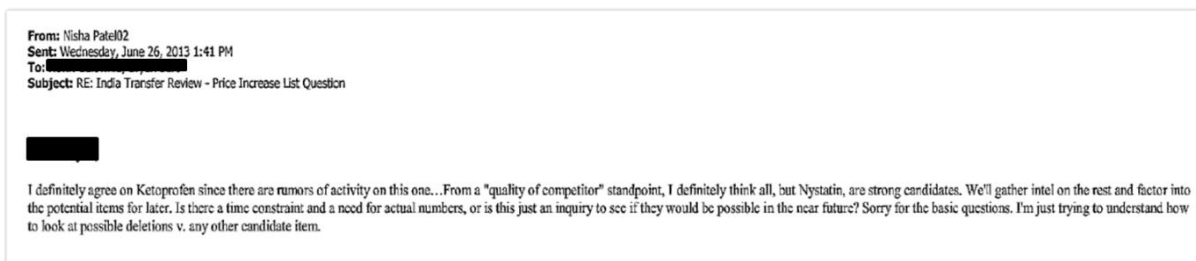 From: Nisha Patel02
Sent: Wednesday, June 26, 2013 1:41 PM
To:
Subject: RE: India Transfer Review - Price Increase List Question
I definitely agree on Ketoprofen since there are rumors of activity on this one...From a "quality of competitor" standpoint, I definitely think all, but Nystatin, are strong candidates. We'll gather intel on the rest and factor into
the potential items for later. Is there a time constraint and a need for actual numbers, or is this just an inquiry to see if they would be possible in the near future? Sorry for the basic questions. I'm just trying to understand how
to look at possible deletions v. any other candidate item.